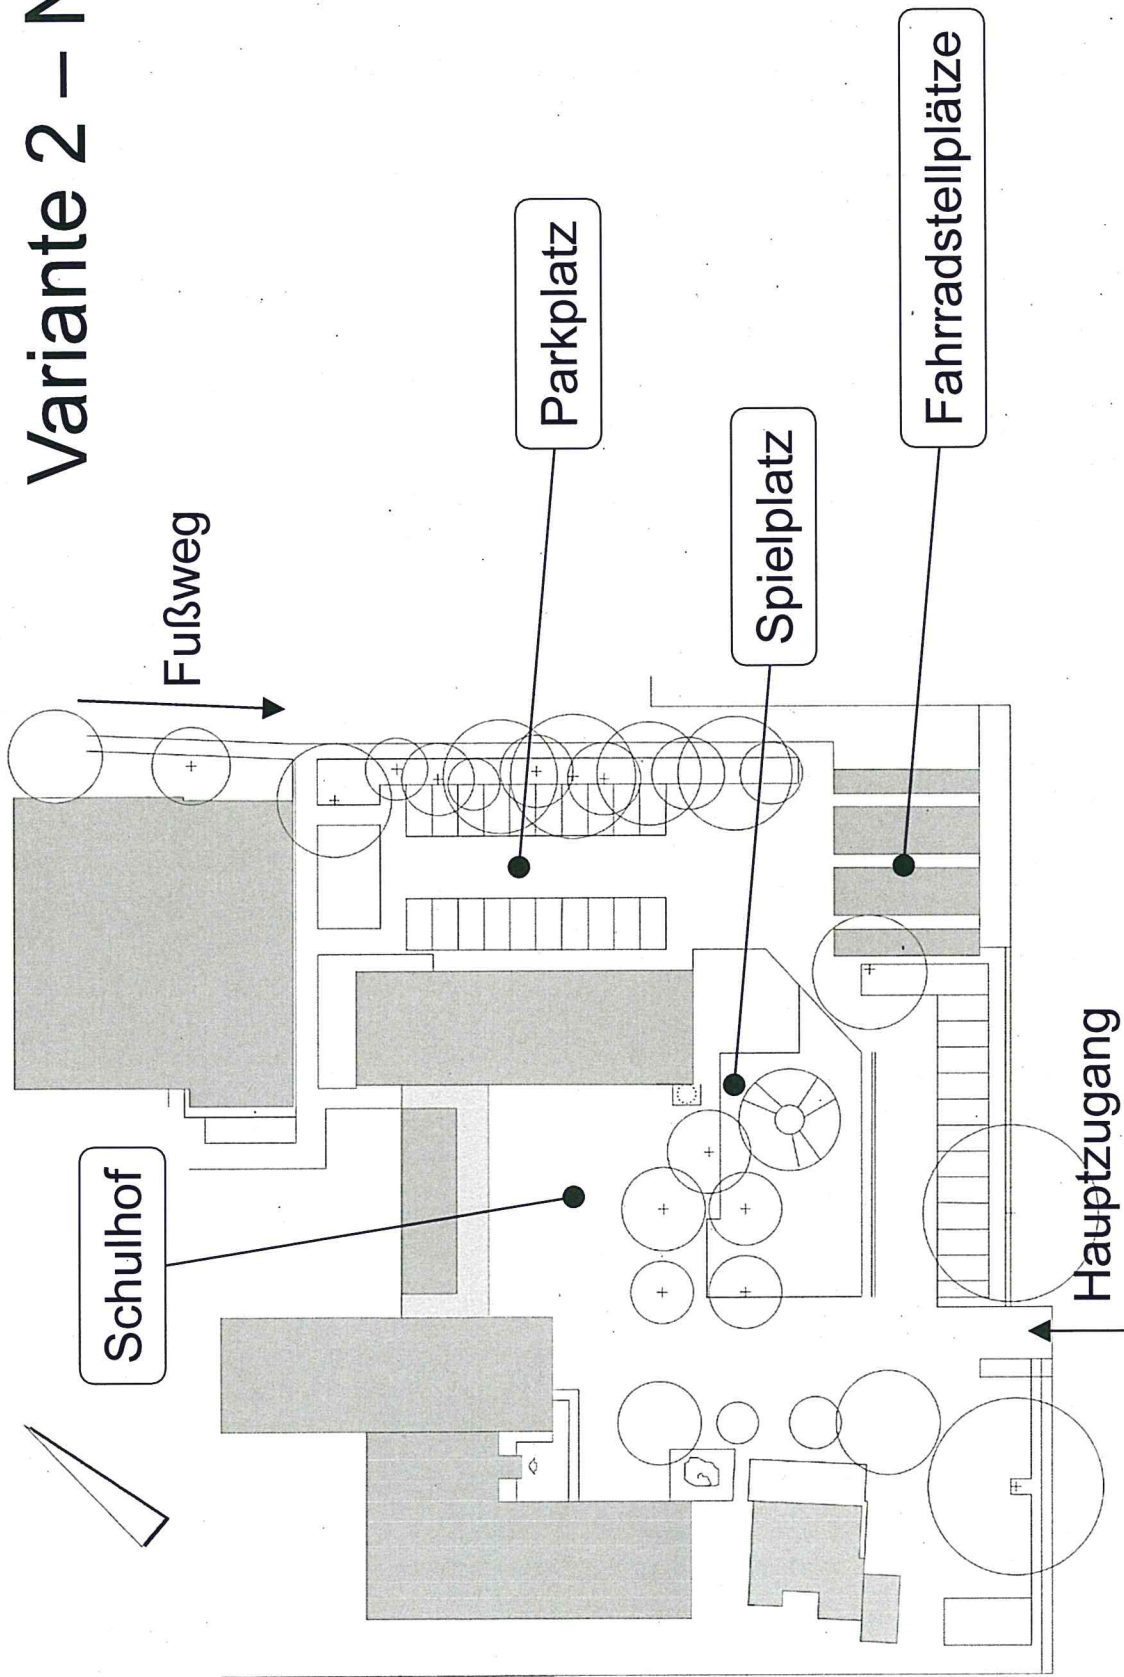 Variante 2 –
Fußweg
Parkplatz
Schulhof
Spielplatz
Fahrradstellplätze
Hauptzugang